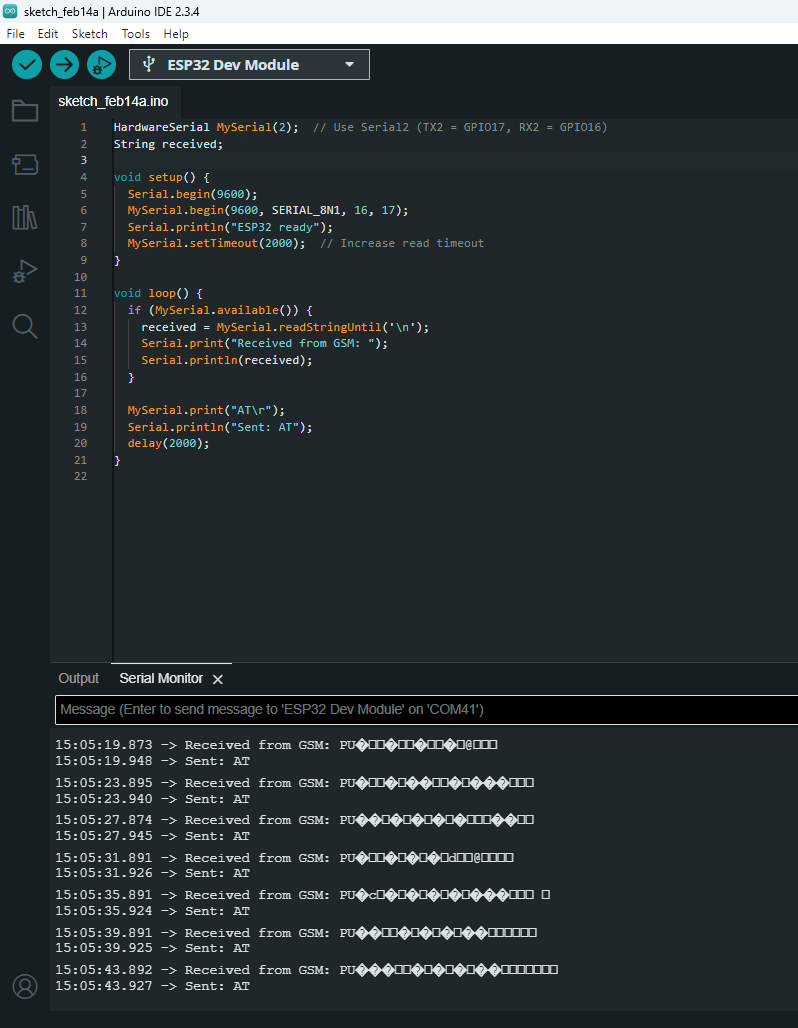 sketch_feb14a | Arduino IDE 2.3.4
File Edit Sketch Tools Help
ESP32 Dev Module
sketch_feb14a.ino
1 HardwareSerial MySerial(2);  // Use Serial2 (TX2 = GPIO17, RX2 = GPIO16)
2 String received;
3
4 void setup() {
5   Serial.begin(9600);
6   MySerial.begin(9600, SERIAL_8N1, 16, 17);
7   Serial.println("ESP32 ready");
8   MySerial.setTimeout(2000);  // Increase read timeout
9 }
10
11 void loop() {
12   if (MySerial.available()) {
13     received = MySerial.readStringUntil('\n');
14     Serial.print("Received from GSM: ");
15     Serial.println(received);
16   }
17
18   MySerial.print("AT\r");
19   Serial.println("Sent: AT");
20   delay(2000);
21 }
22
Output Serial Monitor
Message (Enter to send message to 'ESP32 Dev Module' on 'COM41')
15:05:19.873 -> Received from GSM: PU
15:05:19.948 -> Sent: AT
15:05:23.895 -> Received from GSM: PU
15:05:23.940 -> Sent: AT
15:05:27.874 -> Received from GSM: PU
15:05:27.945 -> Sent: AT
15:05:31.891 -> Received from GSM: PU
15:05:31.926 -> Sent: AT
15:05:35.891 -> Received from GSM: PU
15:05:35.924 -> Sent: AT
15:05:39.891 -> Received from GSM: PU
15:05:39.925 -> Sent: AT
15:05:43.892 -> Received from GSM: PU
15:05:43.927 -> Sent: AT